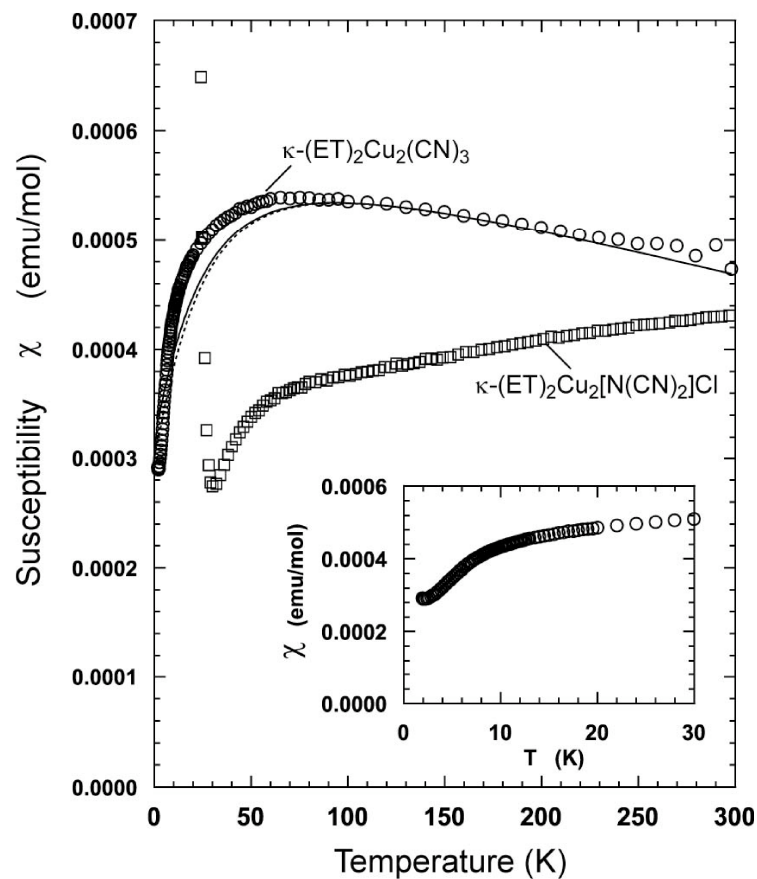 0.0007
0.0006
0.0005
0.0004
0.0003
0.0002
0.0001
0.0000
Susceptibility χ (emu/mol)
κ-(ET)₂Cu₂(CN)₃
κ-(ET)₂Cu₂[N(CN)₂]Cl
0.0006
0.0004
0.0002
0.0000
χ (emu/mol)
0 10 20 30
T (K)
0 50 100 150 200 250 300
Temperature (K)